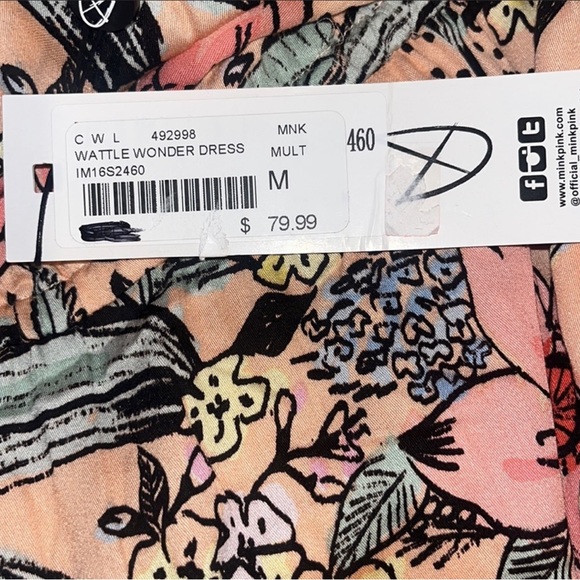 C W L 492998 MNK
WATTLE WONDER DRESS MULT
IM16S2460 M
$ 79.99
460
www.minkpink.com
@official_minkpink